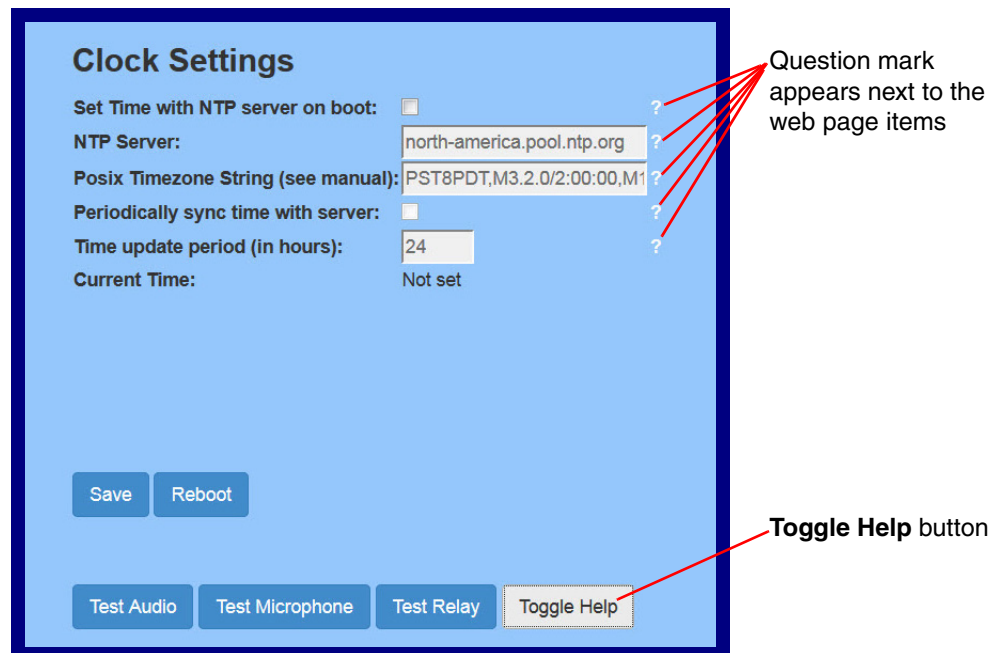 Clock Settings
Set Time with NTP server on boot: ?
NTP Server: north-america.pool.ntp.org ?
Posix Timezone String (see manual): PST8PDT,M3.2.0/2:00:00,M1 ?
Periodically sync time with server: ?
Time update period (in hours): 24 ?
Current Time: Not set
Question mark
appears next to the
web page items
Save Reboot
Toggle Help button
Test Audio Test Microphone Test Relay Toggle Help